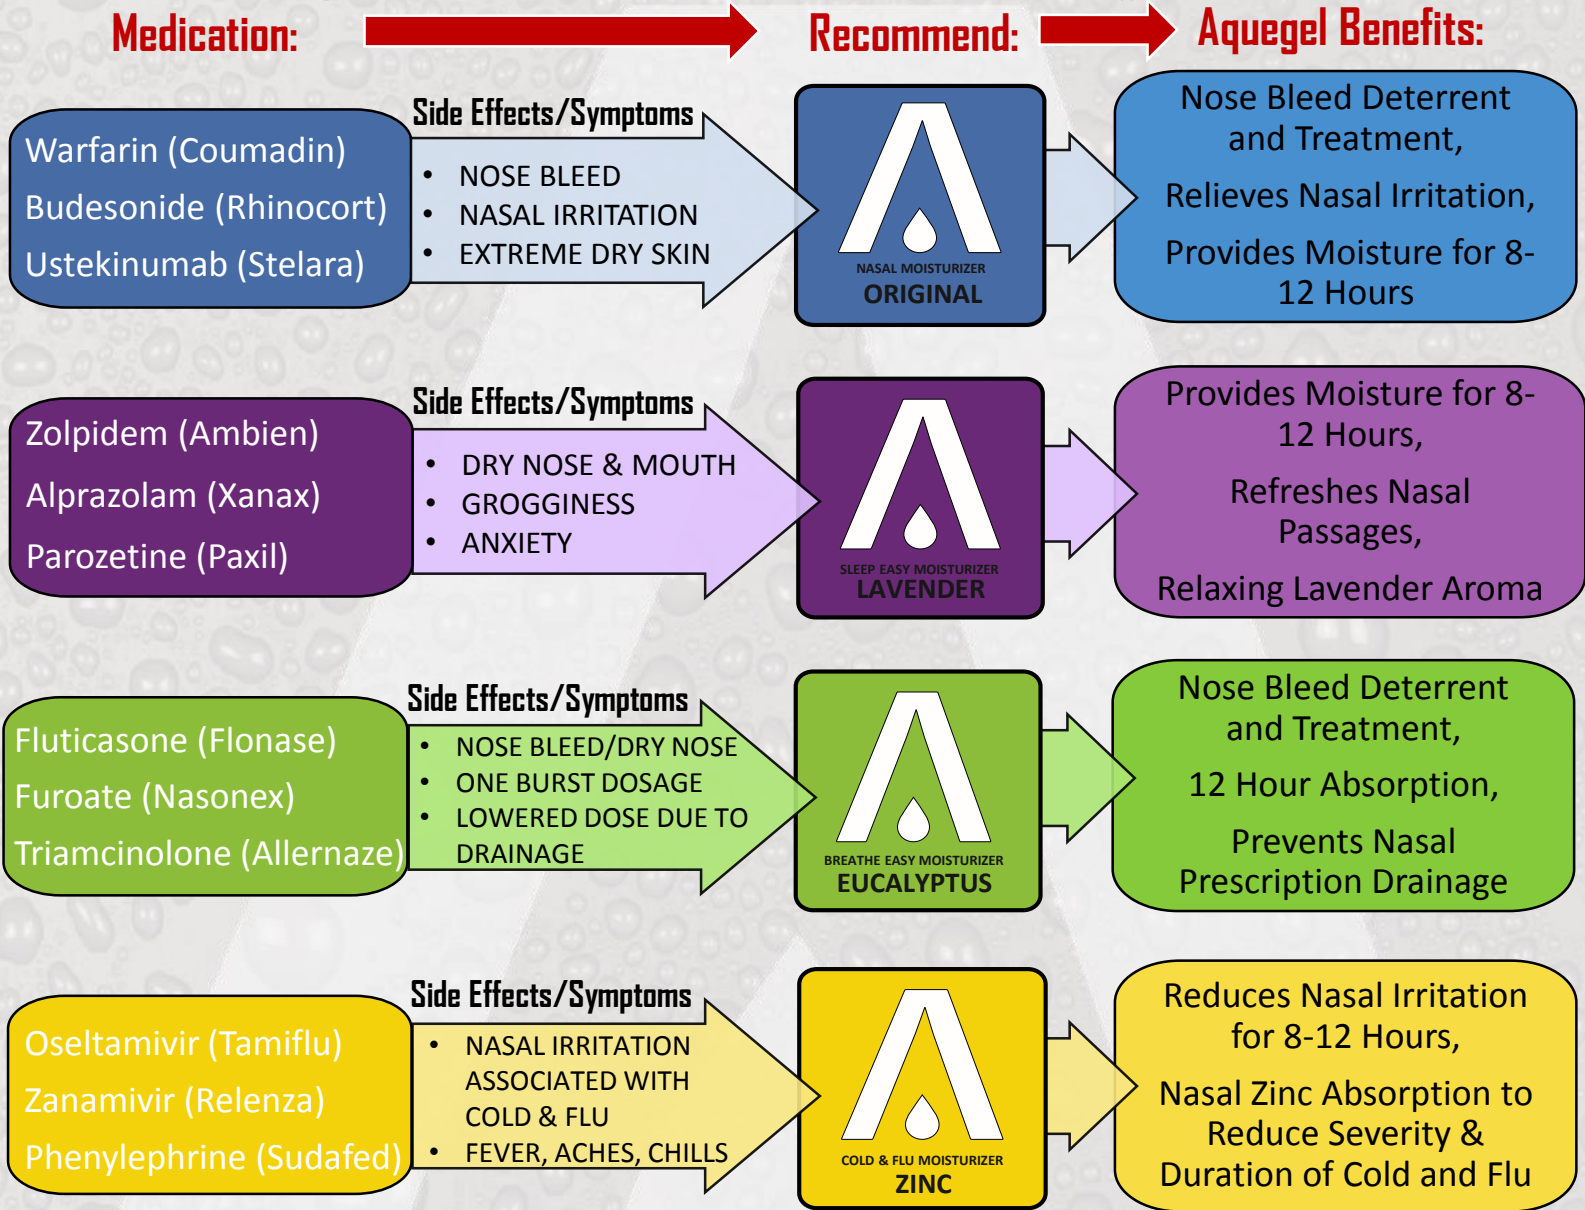 Medication:
Recommend:
Aquegel Benefits:
Warfarin (Coumadin)
Budesonide (Rhinocort)
Ustekinumab (Stelara)
Side Effects/Symptoms
• NOSE BLEED
• NASAL IRRITATION
• EXTREME DRY SKIN
NASAL MOISTURIZER
ORIGINAL
Nose Bleed Deterrent
and Treatment,
Relieves Nasal Irritation,
Provides Moisture for 8-
12 Hours
Zolpidem (Ambien)
Alprazolam (Xanax)
Parozetine (Paxil)
Side Effects/Symptoms
• DRY NOSE & MOUTH
• GROGGINESS
• ANXIETY
SLEEP EASY MOISTURIZER
LAVENDER
Provides Moisture for 8-
12 Hours,
Refreshes Nasal
Passages,
Relaxing Lavender Aroma
Fluticasone (Flonase)
Furoate (Nasonex)
Triamcinolone (Allernaze)
Side Effects/Symptoms
• NOSE BLEED/DRY NOSE
• ONE BURST DOSAGE
• LOWERED DOSE DUE TO
DRAINAGE
BREATHE EASY MOISTURIZER
EUCALYPTUS
Nose Bleed Deterrent
and Treatment,
12 Hour Absorption,
Prevents Nasal
Prescription Drainage
Oseltamivir (Tamiflu)
Zanamivir (Relenza)
Phenylephrine (Sudafed)
Side Effects/Symptoms
• NASAL IRRITATION
ASSOCIATED WITH
COLD & FLU
• FEVER, ACHES, CHILLS
COLD & FLU MOISTURIZER
ZINC
Reduces Nasal Irritation
for 8-12 Hours,
Nasal Zinc Absorption to
Reduce Severity &
Duration of Cold and Flu